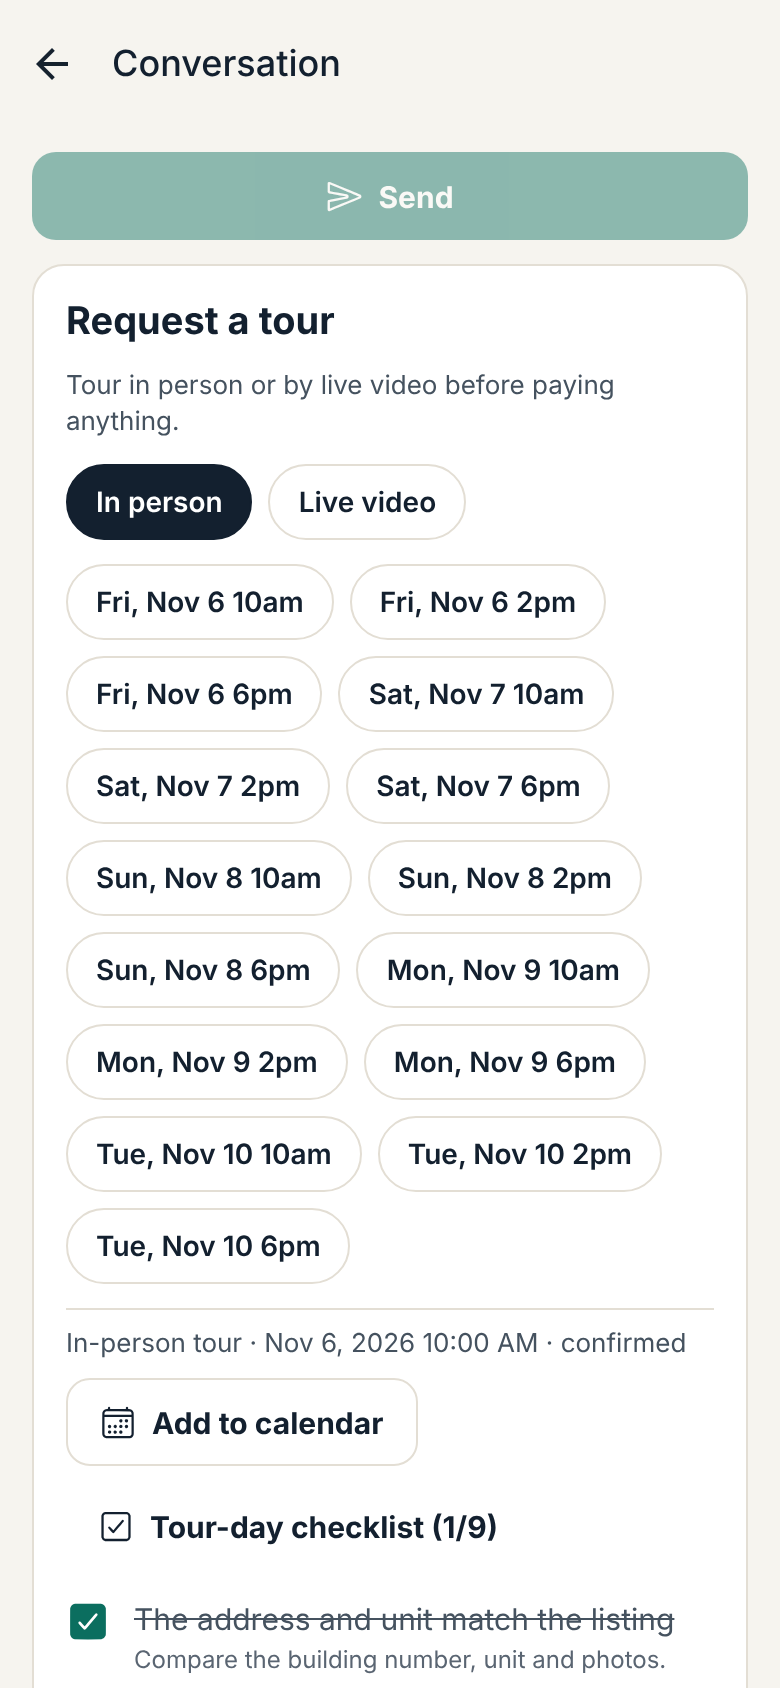 Conversation
Send
Request a tour
Tour in person or by live video before paying
anything.
In person
Live video
Fri, Nov 6 10am
Fri, Nov 6 2pm
Fri, Nov 6 6pm
Sat, Nov 7 10am
Sat, Nov 7 2pm
Sat, Nov 7 6pm
Sun, Nov 8 10am
Sun, Nov 8 2pm
Sun, Nov 8 6pm
Mon, Nov 9 10am
Mon, Nov 9 2pm
Mon, Nov 9 6pm
Tue, Nov 10 10am
Tue, Nov 10 2pm
Tue, Nov 10 6pm
In-person tour · Nov 6, 2026 10:00 AM · confirmed
Add to calendar
Tour-day checklist (1/9)
The address and unit match the listing
Compare the building number, unit and photos.